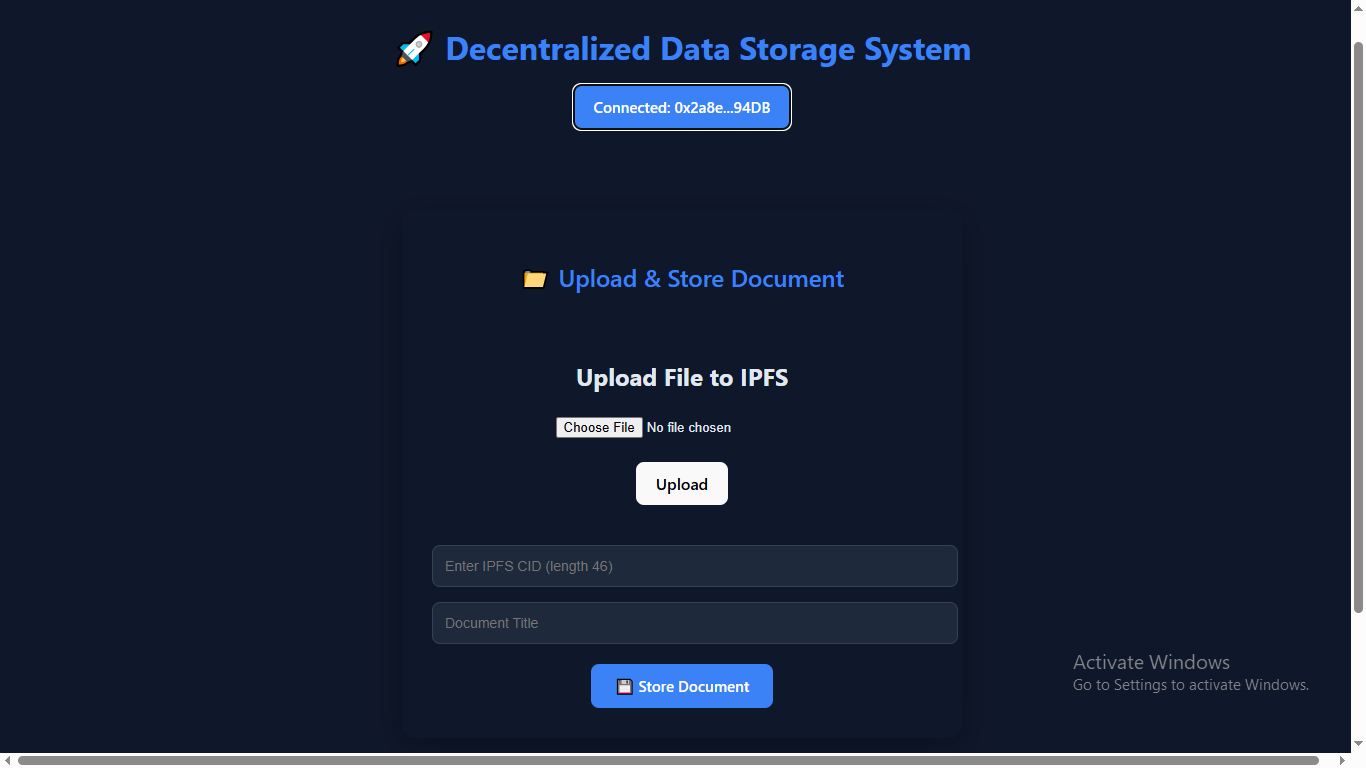 🚀 Decentralized Data Storage System
Connected: 0x2a8e...94DB
📁 Upload & Store Document
Upload File to IPFS
Choose File No file chosen
Upload
Enter IPFS CID (length 46)
Document Title
💾 Store Document
Activate Windows
Go to Settings to activate Windows.